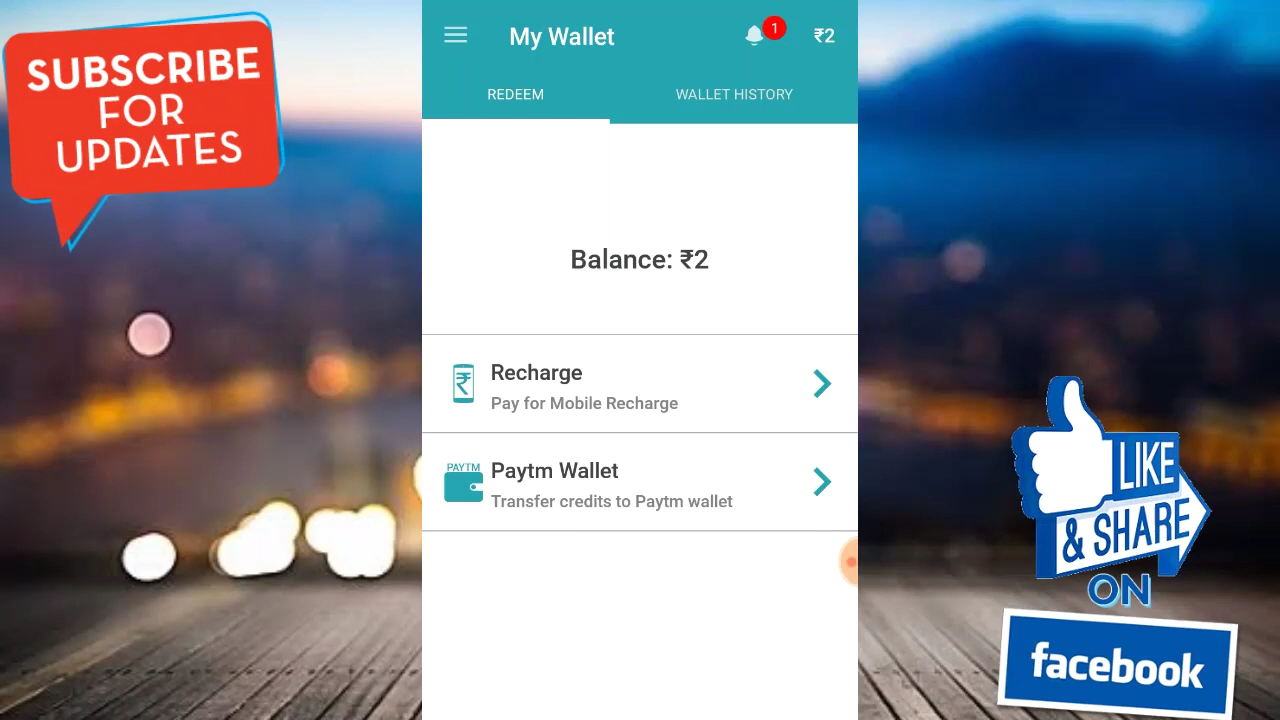 SUBSCRIBE
FOR
UPDATES
My Wallet
1
₹2
REDEEM
WALLET HISTORY
Balance: ₹2
₹
Recharge
Pay for Mobile Recharge
PAYTM
Paytm Wallet
Transfer credits to Paytm wallet
LIKE
& SHARE
ON
facebook